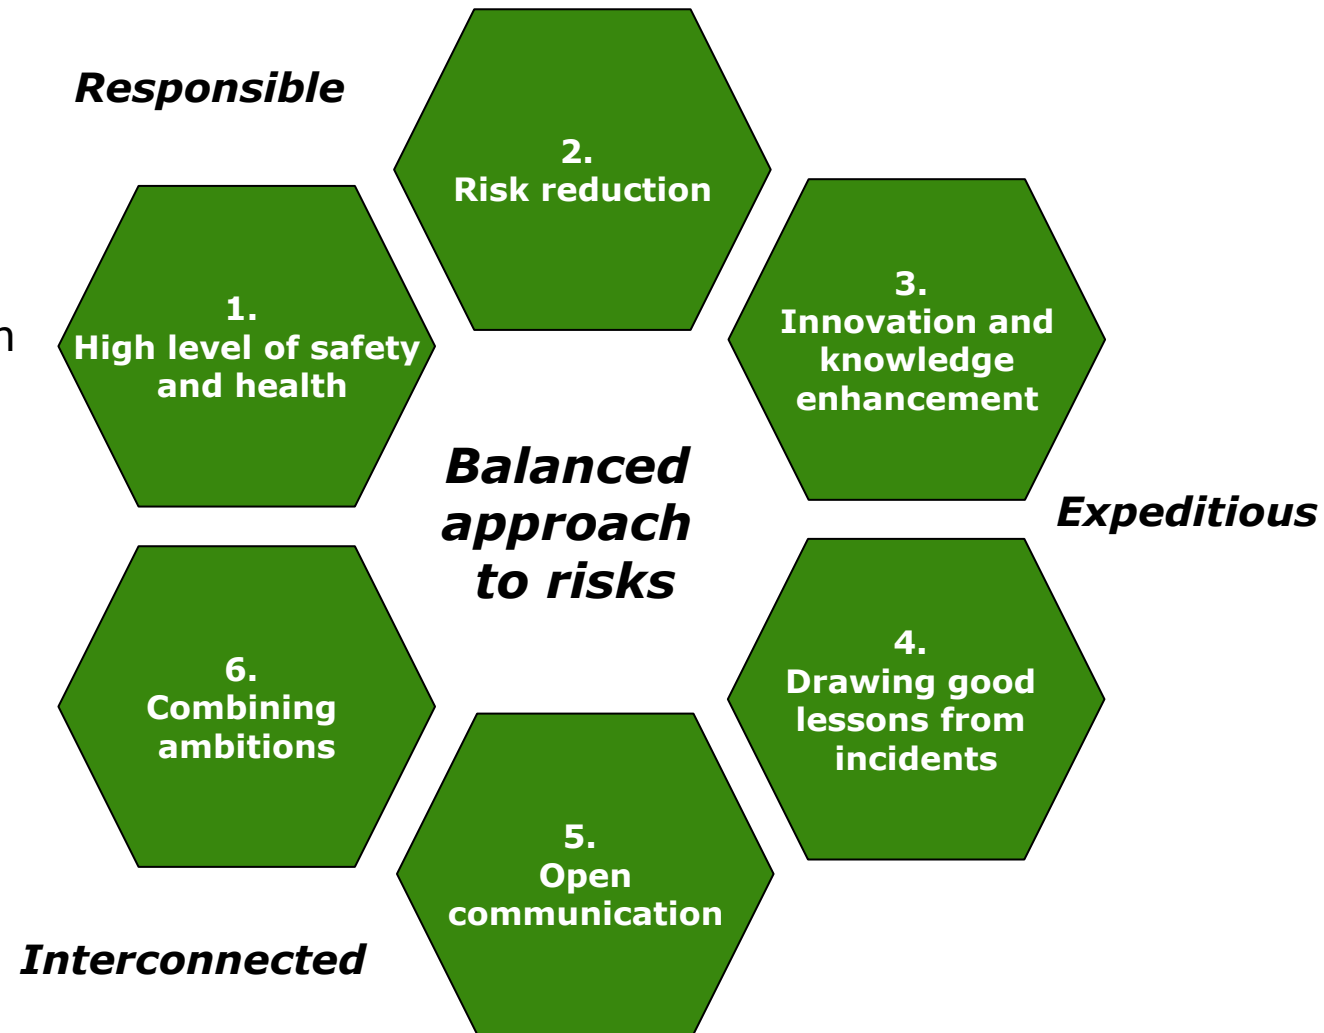 Responsible
2.
Risk reduction
1.
High level of safety
and health
n
3.
Innovation and
knowledge
enhancement
Balanced
approach
to risks
Expeditious
6.
Combining
ambitions
4.
Drawing good
lessons from
incidents
5.
Open
communication
Interconnected